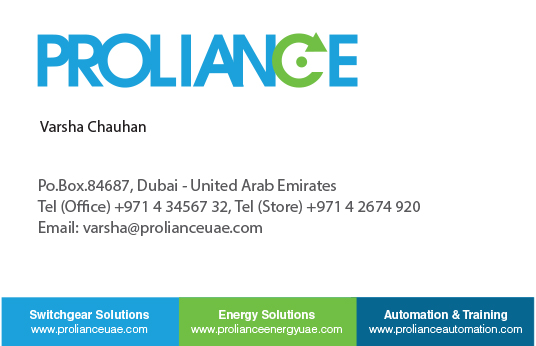 PROLIANCE
Varsha Chauhan
Po.Box.84687, Dubai - United Arab Emirates
Tel (Office) +971 4 34567 32, Tel (Store) +971 4 2674 920
Email: varsha@prolianceuae.com
Switchgear Solutions
www.prolianceuae.com
Energy Solutions
www.prolianceenergyuae.com
Automation & Training
www.prolianceautomation.com